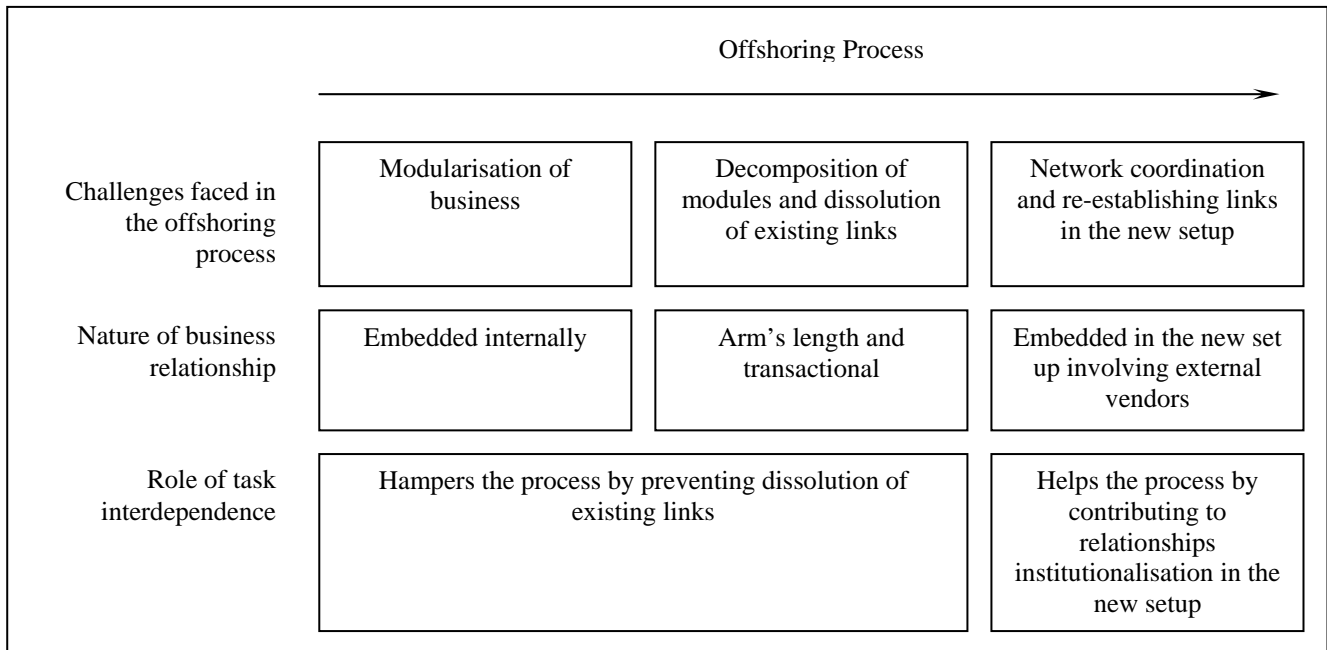 Offshoring Process
Challenges faced in
the offshoring
process
Modularisation of
business
Decomposition of
modules and dissolution
of existing links
Network coordination
and re-establishing links
in the new setup
Nature of business
relationship
Embedded internally
Arm's length and
transactional
Embedded in the new set
up involving external
vendors
Role of task
interdependence
Hampers the process by preventing dissolution of
existing links
Helps the process by
contributing to
relationships
institutionalisation in the
new setup